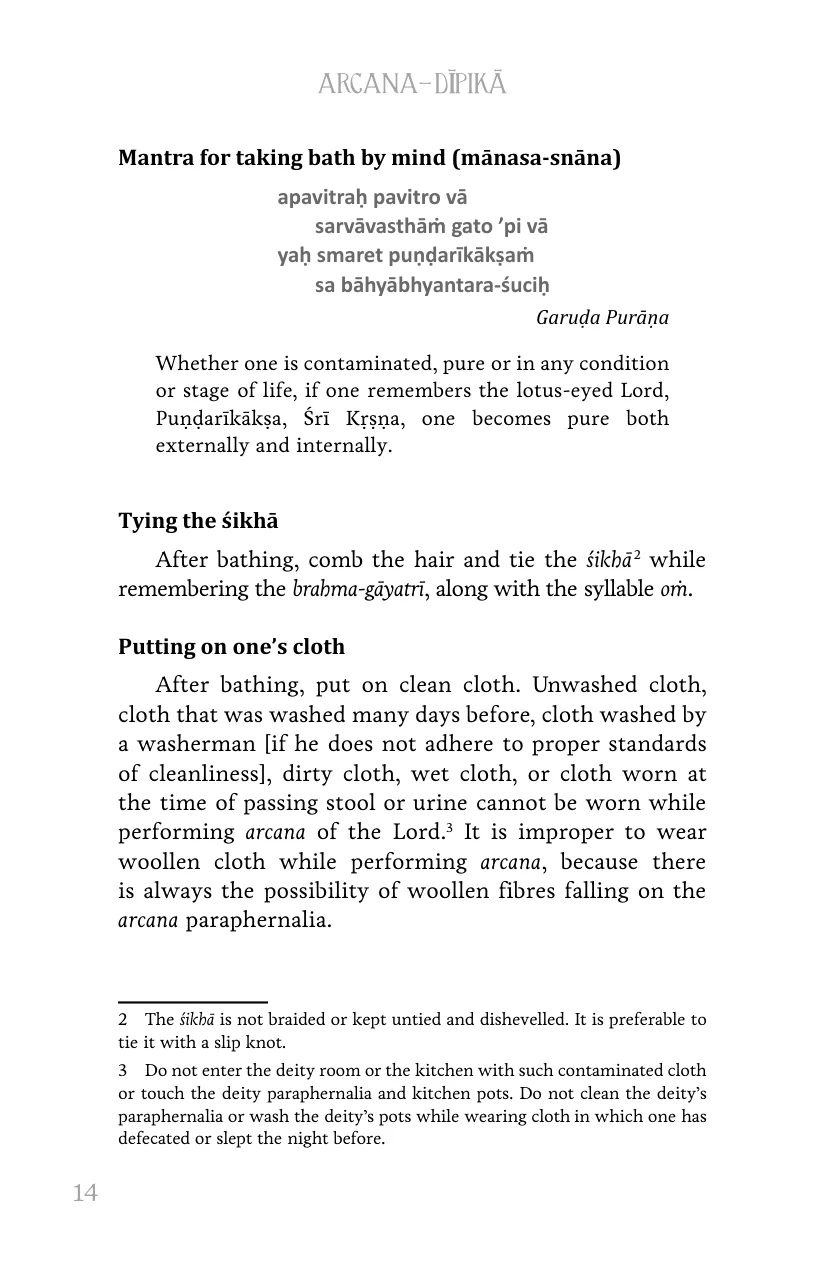 ARCANA–DĪPIKĀ
Mantra for taking bath by mind (mānasa-snāna)
apavitraḥ pavitro vā
sarvāvasthāṁ gato ’pi vā
yaḥ smaret puṇḍarīkākṣaṁ
sa bāhyābhyantara-śuciḥ
Garuḍa Purāṇa
Whether one is contaminated, pure or in any condition
or stage of life, if one remembers the lotus-eyed Lord,
Puṇḍarīkākṣa, Śrī Kṛṣṇa, one becomes pure both
externally and internally.
Tying the śikhā
After bathing, comb the hair and tie the śikhā² while
remembering the brahma-gāyatrī, along with the syllable oṁ.
Putting on one’s cloth
After bathing, put on clean cloth. Unwashed cloth,
cloth that was washed many days before, cloth washed by
a washerman [if he does not adhere to proper standards
of cleanliness], dirty cloth, wet cloth, or cloth worn at
the time of passing stool or urine cannot be worn while
performing arcana of the Lord.³ It is improper to wear
woollen cloth while performing arcana, because there
is always the possibility of woollen fibres falling on the
arcana paraphernalia.
2 The śikhā is not braided or kept untied and dishevelled. It is preferable to
tie it with a slip knot.
3 Do not enter the deity room or the kitchen with such contaminated cloth
or touch the deity paraphernalia and kitchen pots. Do not clean the deity’s
paraphernalia or wash the deity’s pots while wearing cloth in which one has
defecated or slept the night before.
14